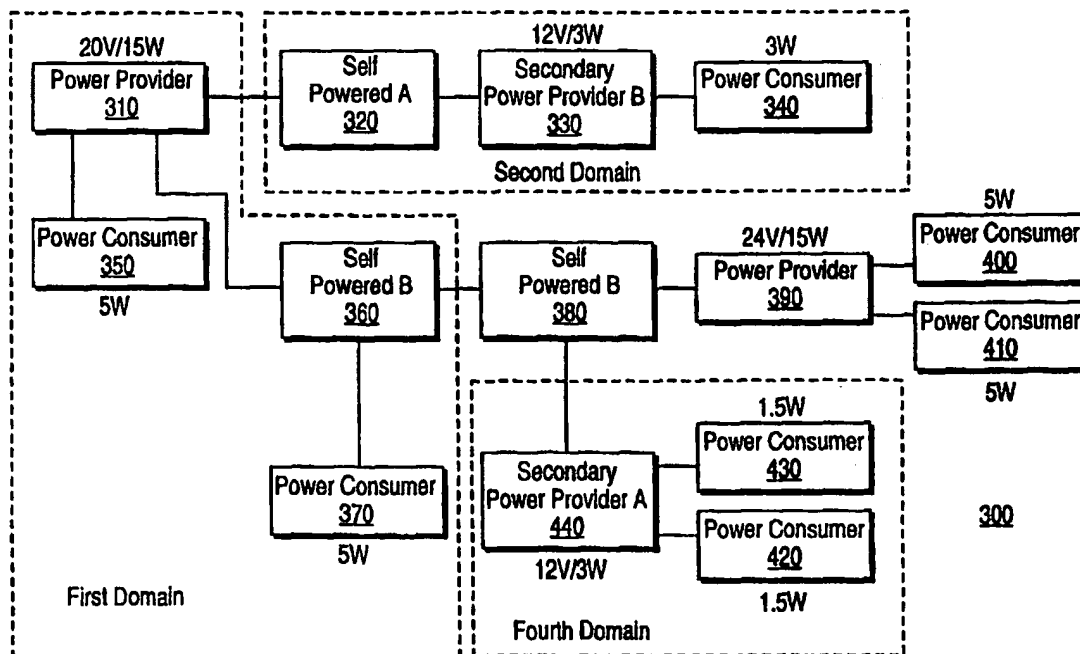 20V/15W
Power Provider
310
Self
Powered A
320
12V/3W
Secondary
Power Provider B
330
3W
Power Consumer
340
Second Domain
Power Consumer
350
5W
Self
Powered B
360
Self
Powered B
380
24V/15W
Power Provider
390
5W
Power Consumer
400
Power Consumer
410
5W
Power Consumer
370
5W
First Domain
Secondary
Power Provider A
440
12V/3W
1.5W
Power Consumer
430
Power Consumer
420
1.5W
Fourth Domain
300